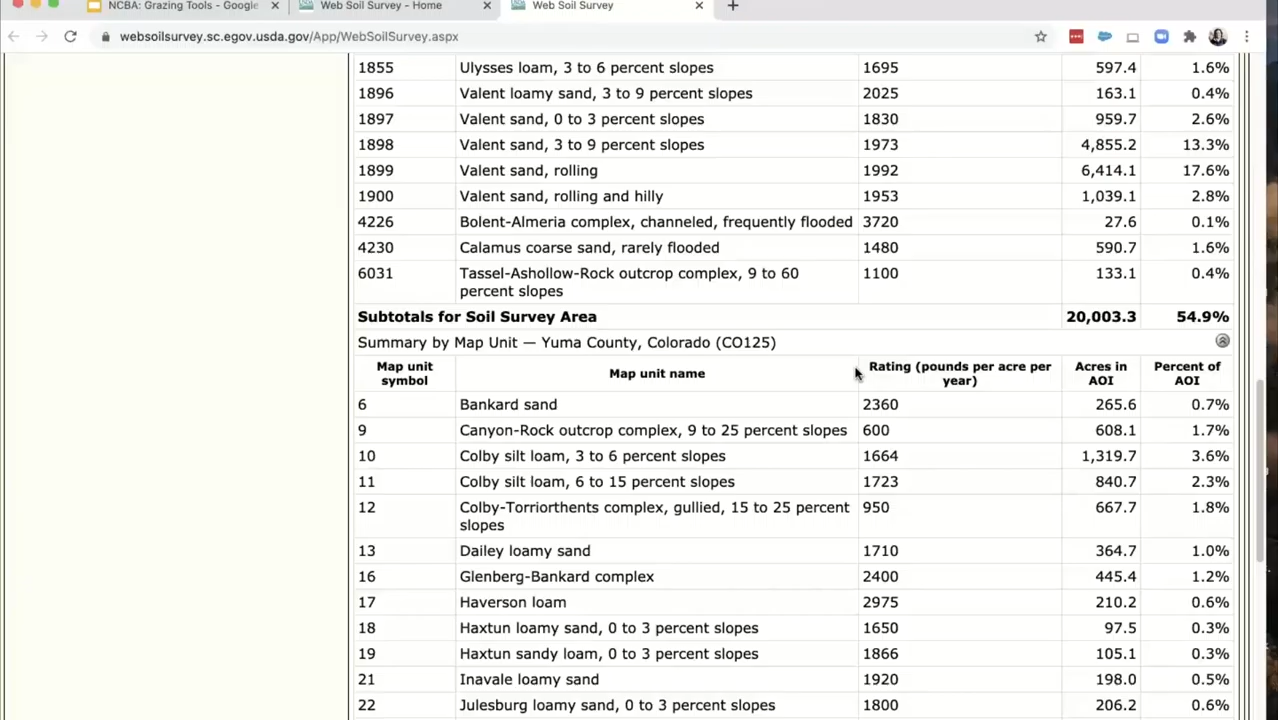 NCBA: Grazing Tools - Google
Web Soil Survey - Home
Web Soil Survey
websoilsurvey.sc.egov.usda.gov/App/WebSoilSurvey.aspx
1855 Ulysses loam, 3 to 6 percent slopes 1695 597.4 1.6%
1896 Valent loamy sand, 3 to 9 percent slopes 2025 163.1 0.4%
1897 Valent sand, 0 to 3 percent slopes 1830 959.7 2.6%
1898 Valent sand, 3 to 9 percent slopes 1973 4,855.2 13.3%
1899 Valent sand, rolling 1992 6,414.1 17.6%
1900 Valent sand, rolling and hilly 1953 1,039.1 2.8%
4226 Bolent-Almeria complex, channeled, frequently flooded 3720 27.6 0.1%
4230 Calamus coarse sand, rarely flooded 1480 590.7 1.6%
6031 Tassel-Ashollow-Rock outcrop complex, 9 to 60 1100 133.1 0.4%
percent slopes
Subtotals for Soil Survey Area 20,003.3 54.9%
Summary by Map Unit — Yuma County, Colorado (CO125)
Map unit Rating (pounds per acre per Acres in Percent of
Map unit name
symbol year) AOI AOI
6 Bankard sand 2360 265.6 0.7%
9 Canyon-Rock outcrop complex, 9 to 25 percent slopes 600 608.1 1.7%
10 Colby silt loam, 3 to 6 percent slopes 1664 1,319.7 3.6%
11 Colby silt loam, 6 to 15 percent slopes 1723 840.7 2.3%
12 Colby-Torriorthents complex, gullied, 15 to 25 percent 950 667.7 1.8%
slopes
13 Dailey loamy sand 1710 364.7 1.0%
16 Glenberg-Bankard complex 2400 445.4 1.2%
17 Haverson loam 2975 210.2 0.6%
18 Haxtun loamy sand, 0 to 3 percent slopes 1650 97.5 0.3%
19 Haxtun sandy loam, 0 to 3 percent slopes 1866 105.1 0.3%
21 Inavale loamy sand 1920 198.0 0.5%
22 Julesburg loamy sand, 0 to 3 percent slopes 1800 206.2 0.6%